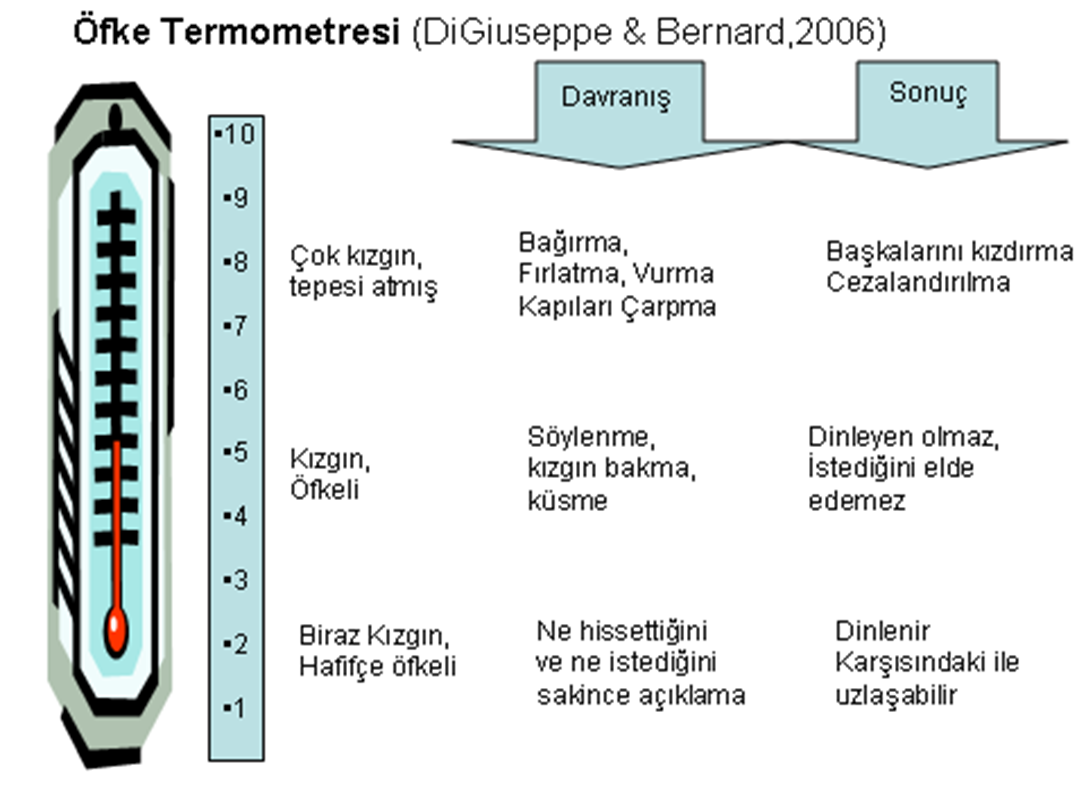 Öfke Termometresi (DiGiuseppe & Bernard,2006)
Davranış
Sonuç
▪10
▪9
▪8
▪7
▪6
▪5
▪4
▪3
▪2
▪1
Çok kızgın,
tepesi atmış
Bağırma,
Fırlatma, Vurma
Kapıları Çarpma
Başkalarını kızdırma
Cezalandırılma
Kızgın,
Öfkeli
Söylenme,
kızgın bakma,
küsme
Dinleyen olmaz,
İstediğini elde
edemez
Biraz Kızgın,
Hafifçe öfkeli
Ne hissettiğini
ve ne istediğini
sakince açıklama
Dinlenir
Karşısındaki ile
uzlaşabilir